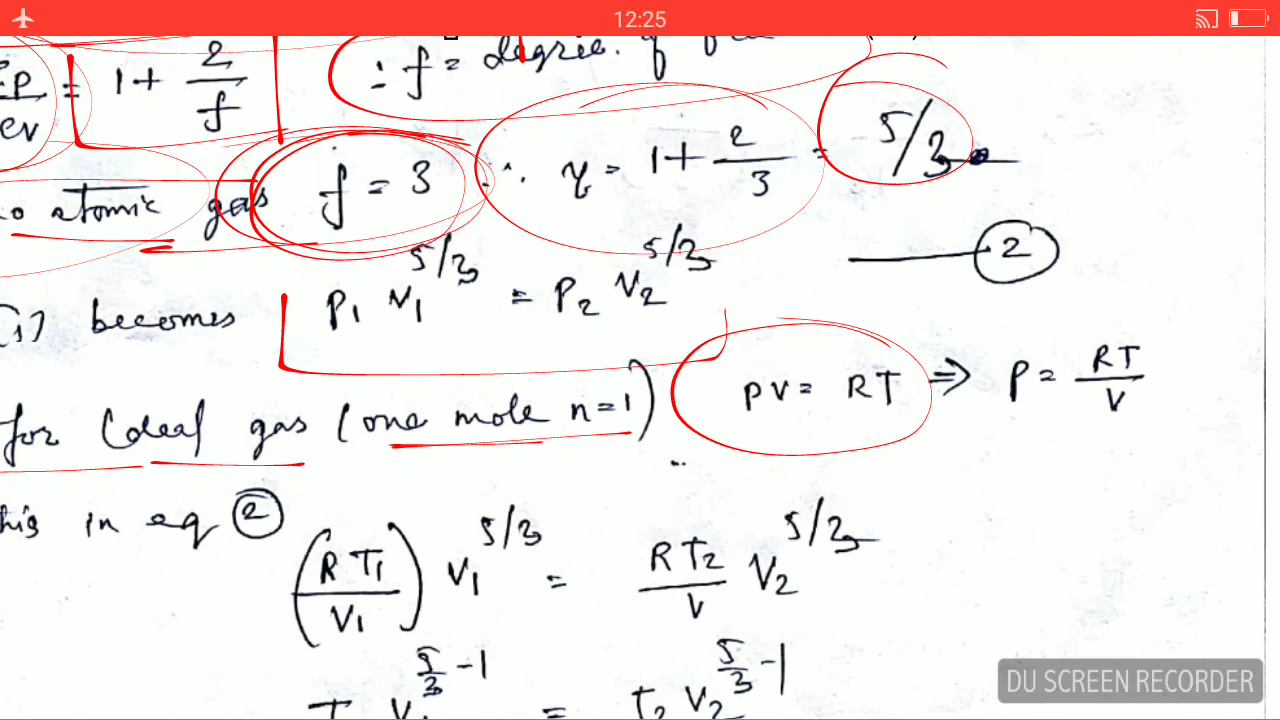 12:25
Cp/Cv = 1 + 2/f ∴ f = degree. of
atomic gas f = 3 ∴ γ = 1 + 2/3 = 5/3
(1) becomes P₁ V₁^5/3 = P₂ V₂^5/3 — ②
for Ideal gas (one mole n=1) PV = RT ⇒ P = RT/V
this in eq ② (RT₁/V₁) V₁^5/3 = RT₂/V V₂^5/3
T V₁^5/3 -1 = T₂ V₂^5/3 -1
DU SCREEN RECORDER